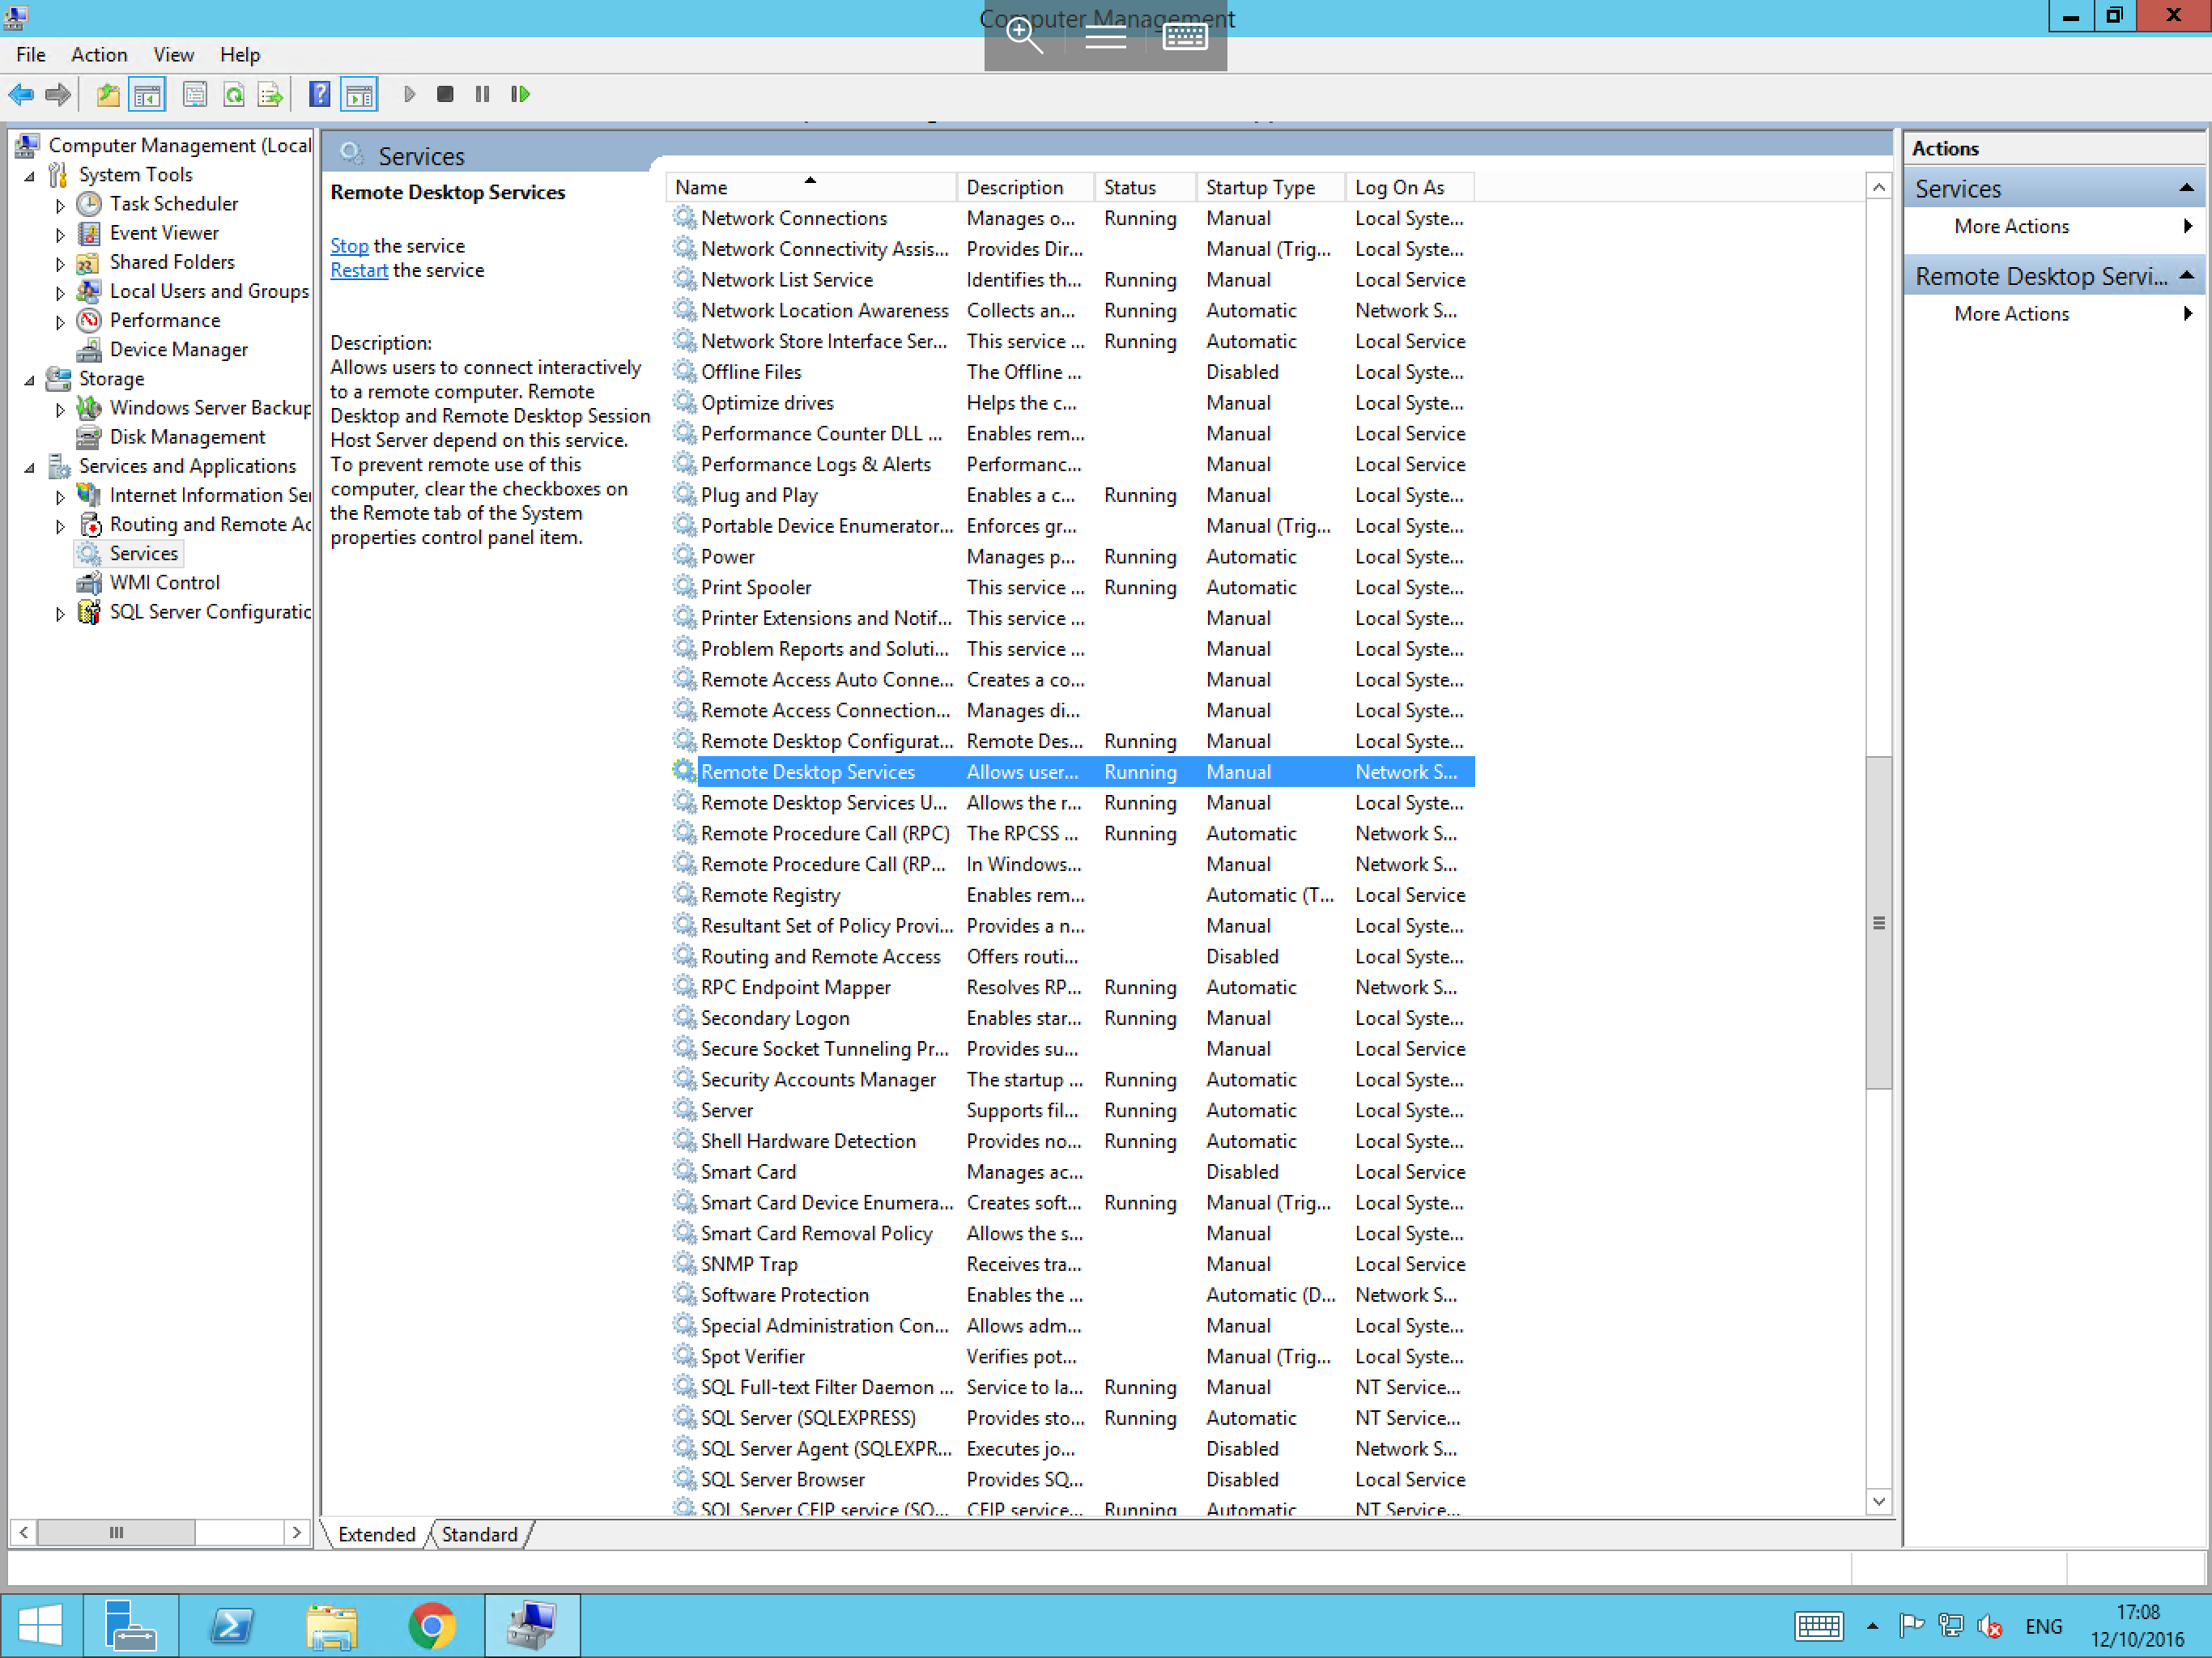 Computer Management
File Action View Help
Computer Management (Local
System Tools
Task Scheduler
Event Viewer
Shared Folders
Local Users and Groups
Performance
Device Manager
Storage
Windows Server Backup
Disk Management
Services and Applications
Internet Information Ser
Routing and Remote Ac
Services
WMI Control
SQL Server Configuratio
Services
Remote Desktop Services
Stop the service
Restart the service
Description:
Allows users to connect interactively
to a remote computer. Remote
Desktop and Remote Desktop Session
Host Server depend on this service.
To prevent remote use of this
computer, clear the checkboxes on
the Remote tab of the System
properties control panel item.
Name Description Status Startup Type Log On As
Network Connections Manages o... Running Manual Local Syste...
Network Connectivity Assis... Provides Dir... Manual (Trig... Local Syste...
Network List Service Identifies th... Running Manual Local Service
Network Location Awareness Collects an... Running Automatic Network S...
Network Store Interface Ser... This service ... Running Automatic Local Service
Offline Files The Offline ... Disabled Local Syste...
Optimize drives Helps the c... Manual Local Syste...
Performance Counter DLL ... Enables rem... Manual Local Service
Performance Logs & Alerts Performanc... Manual Local Service
Plug and Play Enables a c... Running Manual Local Syste...
Portable Device Enumerator... Enforces gr... Manual (Trig... Local Syste...
Power Manages p... Running Automatic Local Syste...
Print Spooler This service ... Running Automatic Local Syste...
Printer Extensions and Notif... This service ... Manual Local Syste...
Problem Reports and Soluti... This service ... Manual Local Syste...
Remote Access Auto Conne... Creates a co... Manual Local Syste...
Remote Access Connection... Manages di... Manual Local Syste...
Remote Desktop Configurat... Remote Des... Running Manual Local Syste...
Remote Desktop Services Allows user... Running Manual Network S...
Remote Desktop Services U... Allows the r... Running Manual Local Syste...
Remote Procedure Call (RPC) The RPCSS ... Running Automatic Network S...
Remote Procedure Call (RP... In Windows... Manual Network S...
Remote Registry Enables rem... Automatic (T... Local Service
Resultant Set of Policy Provi... Provides a n... Manual Local Syste...
Routing and Remote Access Offers routi... Disabled Local Syste...
RPC Endpoint Mapper Resolves RP... Running Automatic Network S...
Secondary Logon Enables star... Running Manual Local Syste...
Secure Socket Tunneling Pr... Provides su... Manual Local Service
Security Accounts Manager The startup ... Running Automatic Local Syste...
Server Supports fil... Running Automatic Local Syste...
Shell Hardware Detection Provides no... Running Automatic Local Syste...
Smart Card Manages ac... Disabled Local Service
Smart Card Device Enumera... Creates soft... Running Manual (Trig... Local Syste...
Smart Card Removal Policy Allows the s... Manual Local Syste...
SNMP Trap Receives tra... Manual Local Service
Software Protection Enables the ... Automatic (D... Network S...
Special Administration Con... Allows adm... Manual Local Syste...
Spot Verifier Verifies pot... Manual (Trig... Local Syste...
SQL Full-text Filter Daemon ... Service to la... Running Manual NT Service...
SQL Server (SQLEXPRESS) Provides sto... Running Automatic NT Service...
SQL Server Agent (SQLEXPR... Executes jo... Disabled Network S...
SQL Server Browser Provides SQ... Disabled Local Service
SQL Server CEIP service (SQ... CEIP service... Running Automatic NT Service...
Extended Standard
Actions
Services
More Actions
Remote Desktop Servi...
More Actions
ENG
17:08
12/10/2016